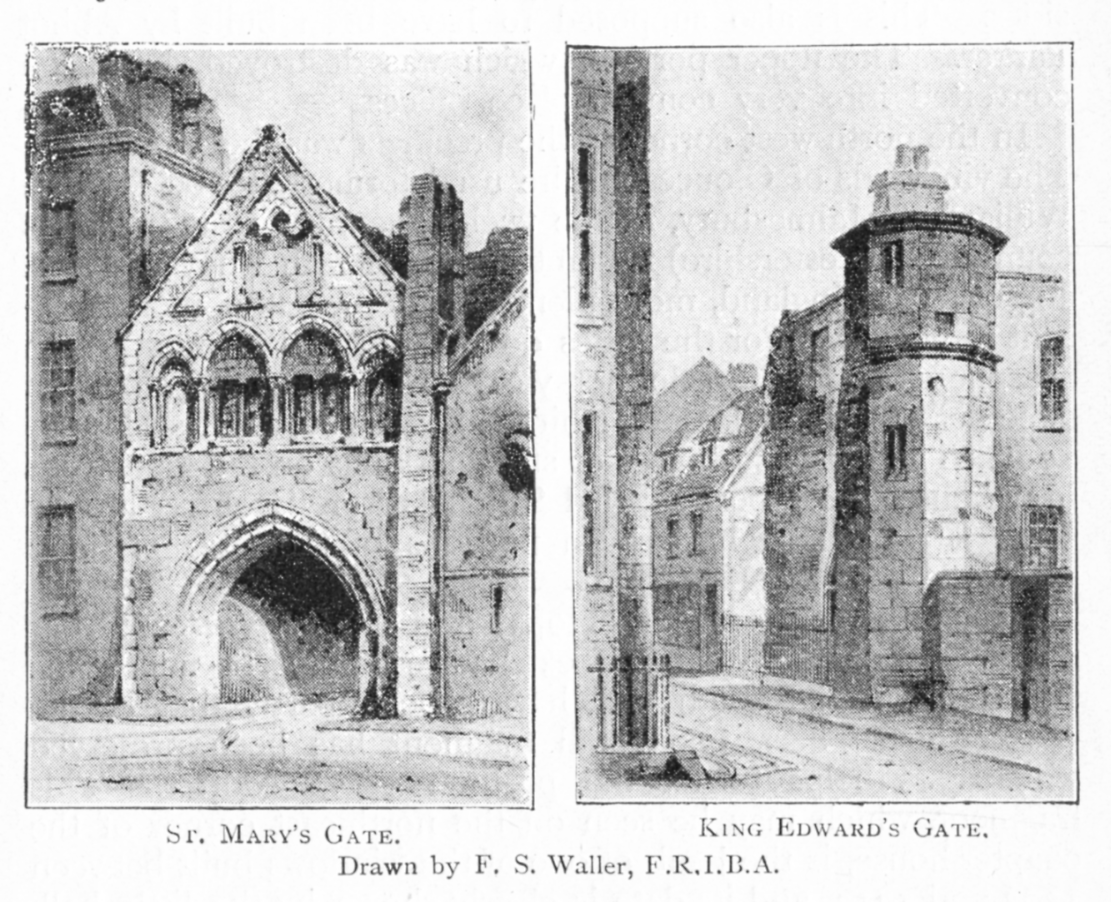 St. Mary's Gate.
King Edward's Gate.
Drawn by F. S. Waller, F.R.I.B.A.